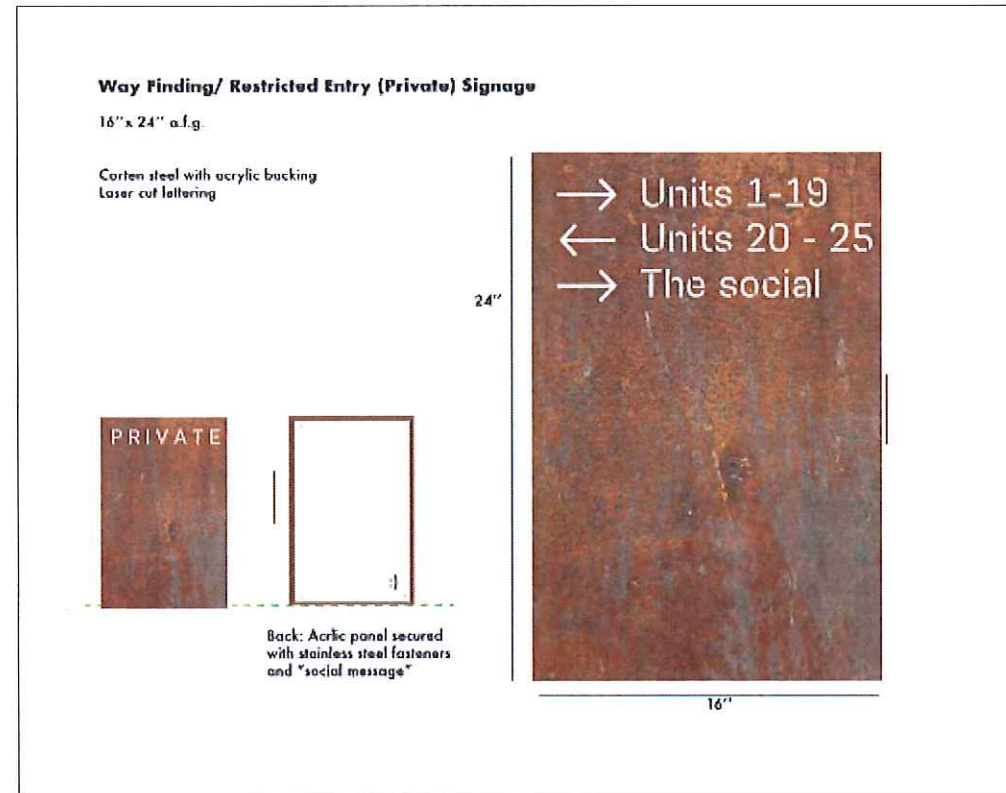 Way Finding/ Restricted Entry (Private) Signage
16"x 24" a.f.g.
Corten steel with acrylic backing
Laser cut lettering
→ Units 1-19
← Units 20 - 25
→ The social
24"
PRIVATE
Back: Acrlic panel secured
with stainless steel fasteners
and "social message"
16"